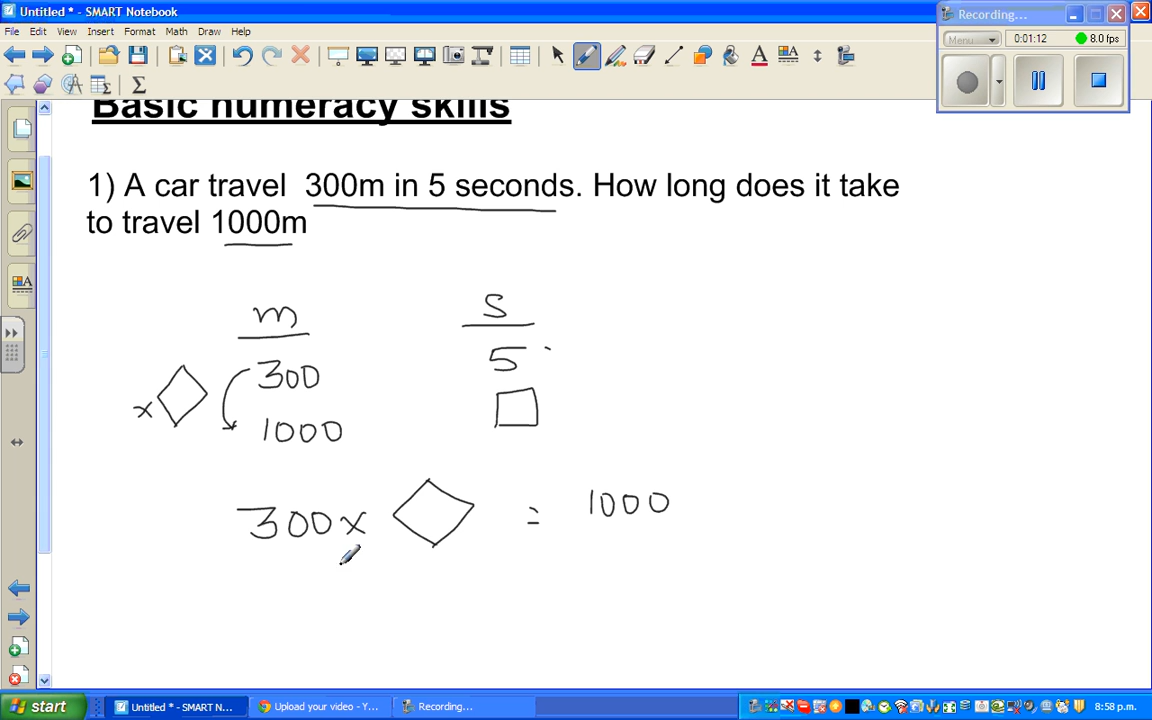 Untitled * - SMART Notebook
File Edit View Insert Format Math Draw Help
Recording...
Menu 0:01:12 8.0 fps
Basic numeracy skills
1) A car travel 300m in 5 seconds. How long does it take
to travel 1000m
m s
300 5
x
1000
300 x = 1000
start Untitled * - SMART N... Upload your video - Y... Recording... 8:58 p.m.